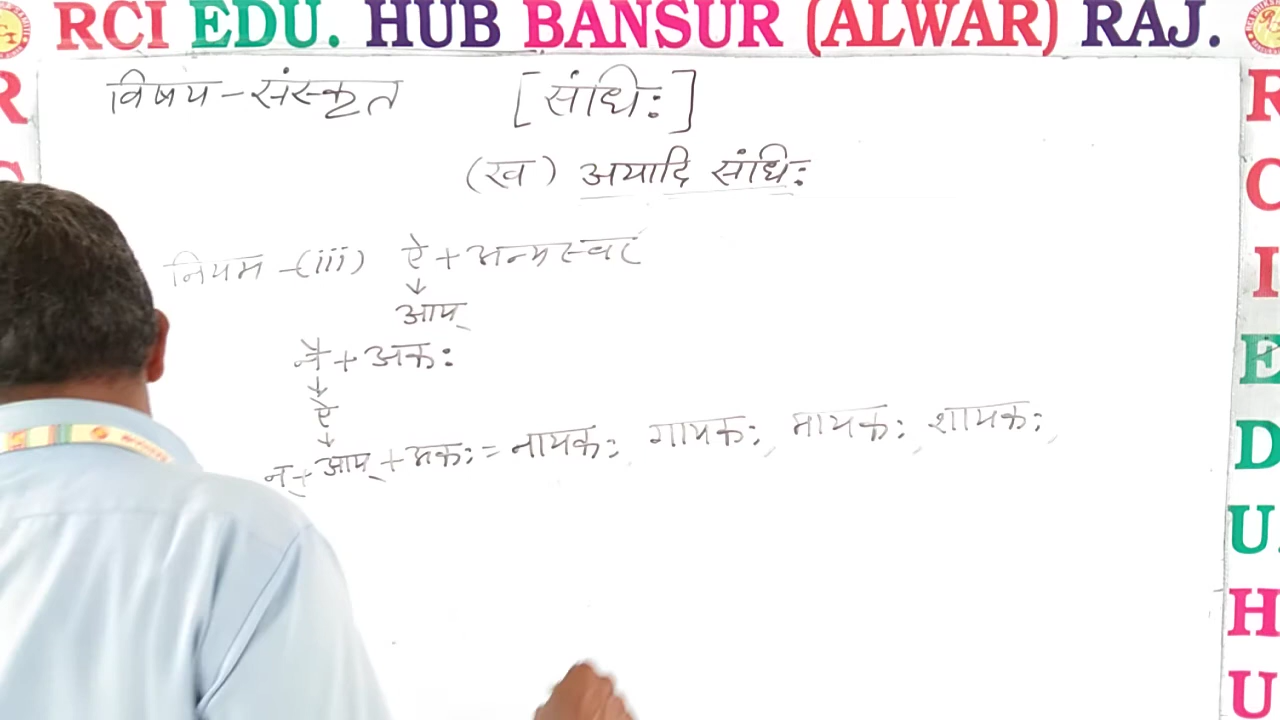 RCI EDU. HUB BANSUR (ALWAR) RAJ.
विषय - संस्कृत [संधिः]
(ख) अयादि संधिः
नियम -(iii) ऐ + अन्यस्वर
↓
आय्
नै + अकः
↓
ऐ
↓
न् + आय् + अकः = नायकः, गायकः, सायकः, शायकः,
R
C
I
E
D
U.
H
U